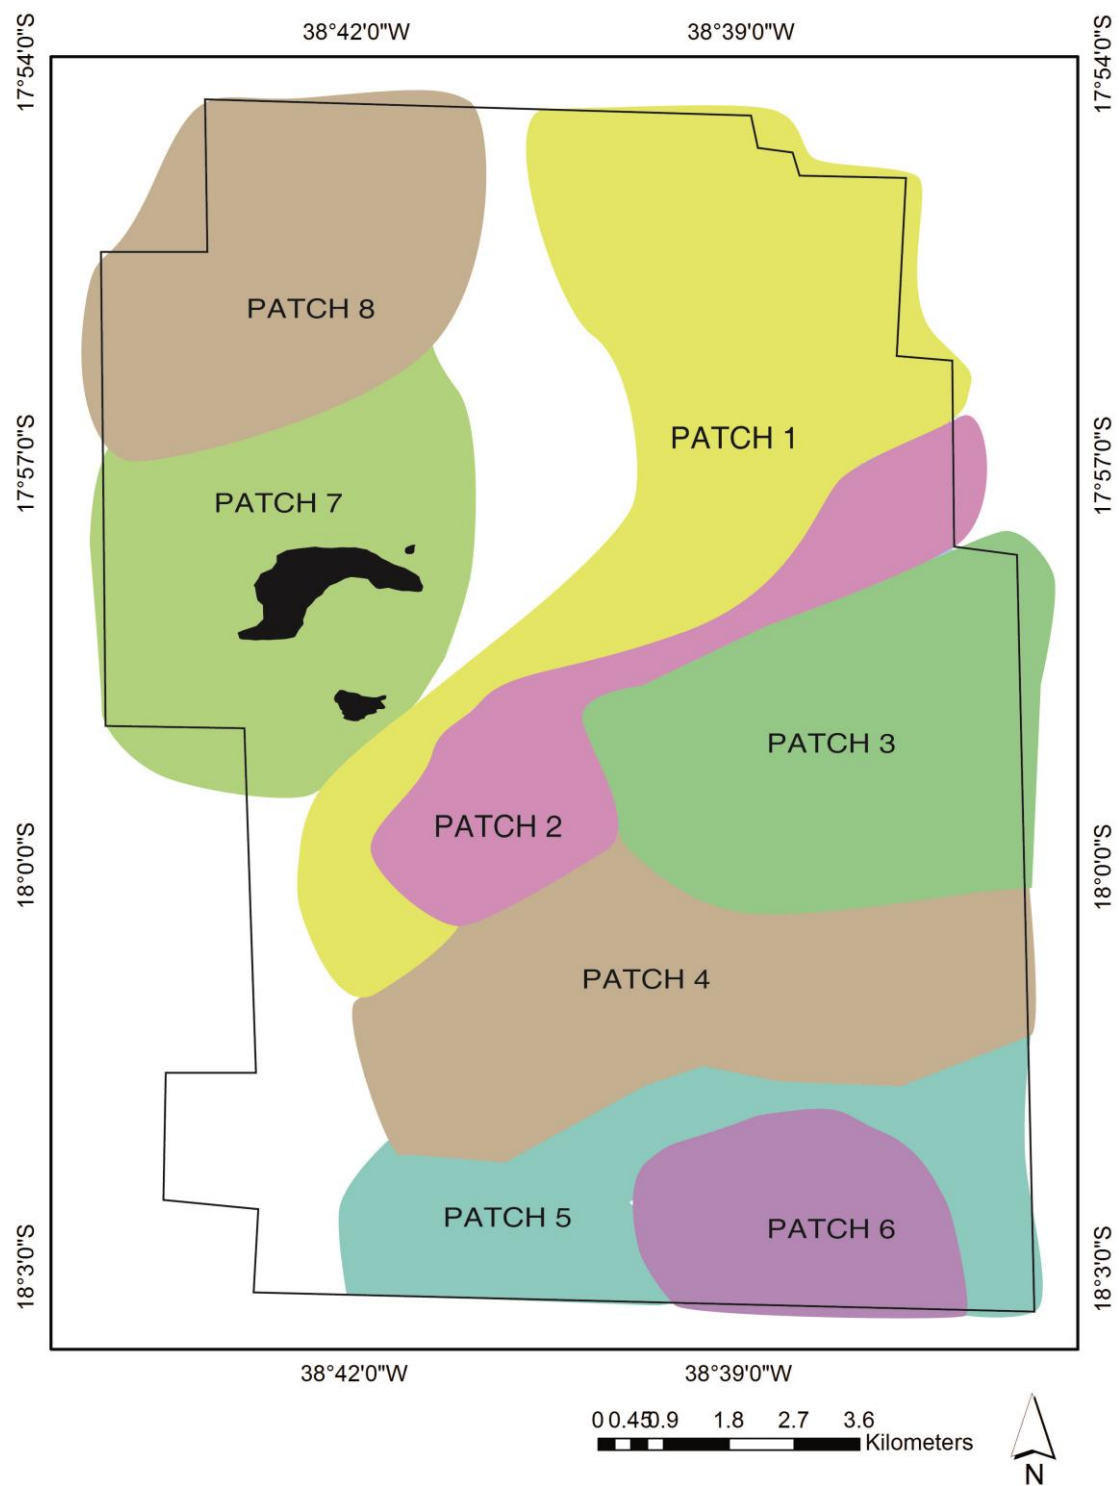 38°42'0"W 38°39'0"W
17°54'0"S 17°54'0"S
PATCH 8
PATCH 1
17°57'0"S 17°57'0"S
PATCH 7
PATCH 3
PATCH 2
18°0'0"S 18°0'0"S
PATCH 4
PATCH 5
PATCH 6
18°3'0"S 18°3'0"S
38°42'0"W 38°39'0"W
0 0.45 0.9 1.8 2.7 3.6
Kilometers
N